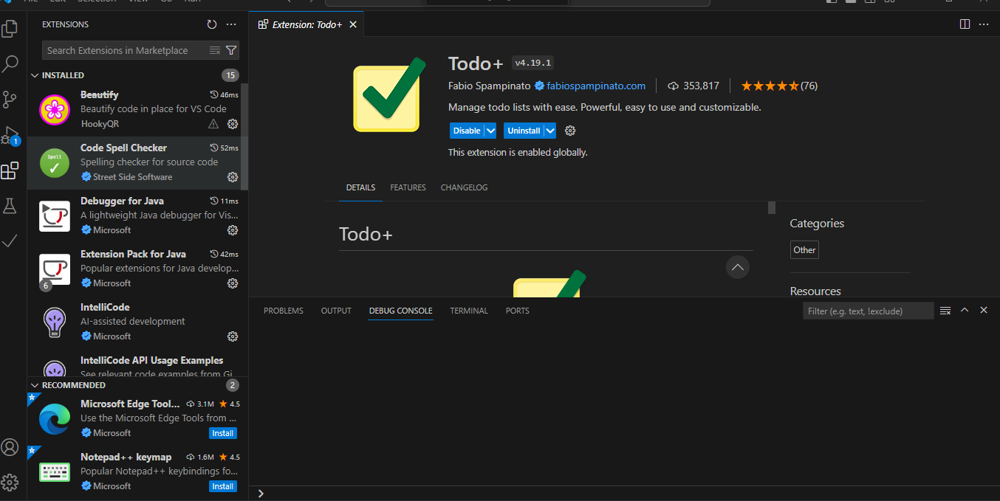 File Edit Selection View Go Run
EXTENSIONS
Search Extensions in Marketplace
INSTALLED
15
Beautify
46ms
Beautify code in place for VS Code
HookyQR
1
Spell
Code Spell Checker
52ms
Spelling checker for source code
Street Side Software
Debugger for Java
11ms
A lightweight Java debugger for Vis...
Microsoft
Extension Pack for Java
42ms
Popular extensions for Java develop...
6
Microsoft
IntelliCode
AI-assisted development
Microsoft
IntelliCode API Usage Examples
See relevant code examples from Gi
RECOMMENDED
2
Microsoft Edge Tool...
3.1M
4.5
Use the Microsoft Edge Tools from ...
Microsoft
Install
Notepad++ keymap
1.6M
4.5
Popular Notepad++ keybindings fo...
Microsoft
Install
Extension: Todo+
Todo+ v4.19.1
Fabio Spampinato fabiospampinato.com 353,817 (76)
Manage todo lists with ease. Powerful, easy to use and customizable.
Disable Uninstall
This extension is enabled globally.
DETAILS FEATURES CHANGELOG
Todo+
Categories
Other
Resources
PROBLEMS OUTPUT DEBUG CONSOLE TERMINAL PORTS
Filter (e.g. text, !exclude)